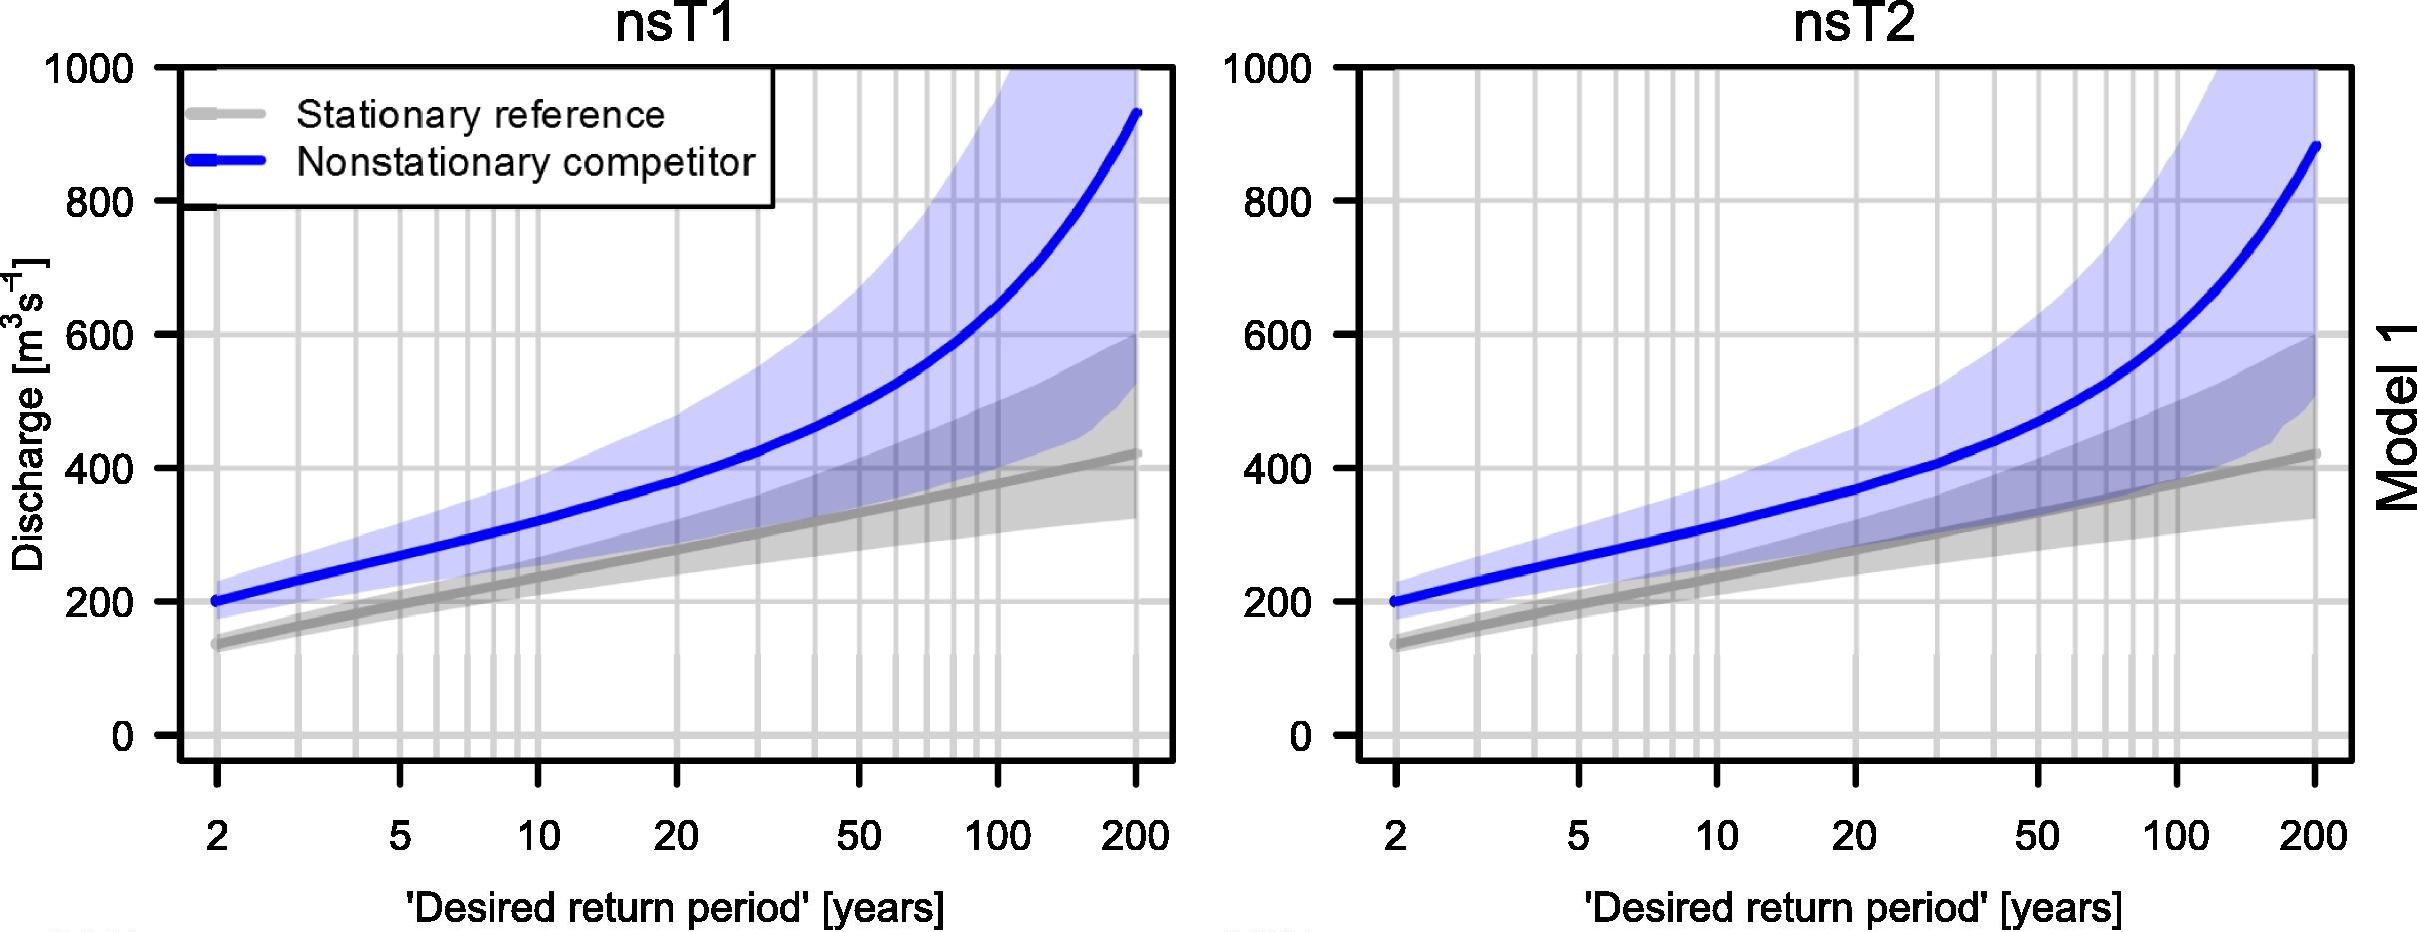 nsT1
nsT2
1000
800
600
400
200
0
Discharge [m³s⁻¹]
Stationary reference
Nonstationary competitor
2 5 10 20 50 100 200
'Desired return period' [years]
1000
800
600
400
200
0
2 5 10 20 50 100 200
'Desired return period' [years]
Model 1